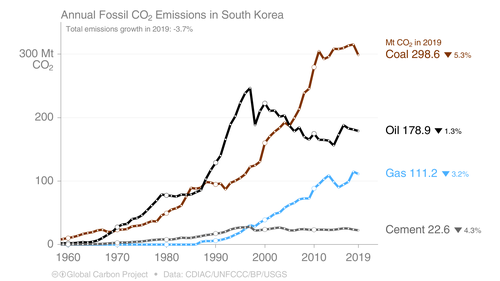 Annual Fossil CO₂ Emissions in South Korea
Total emissions growth in 2019: -3.7%
300 Mt
CO₂
200
100
0
1960 1970 1980 1990 2000 2010 2019
Mt CO₂ in 2019
Coal 298.6 ▼5.3%
Oil 178.9 ▼1.3%
Gas 111.2 ▼3.2%
Cement 22.6 ▼4.3%
Global Carbon Project • Data: CDIAC/UNFCCC/BP/USGS